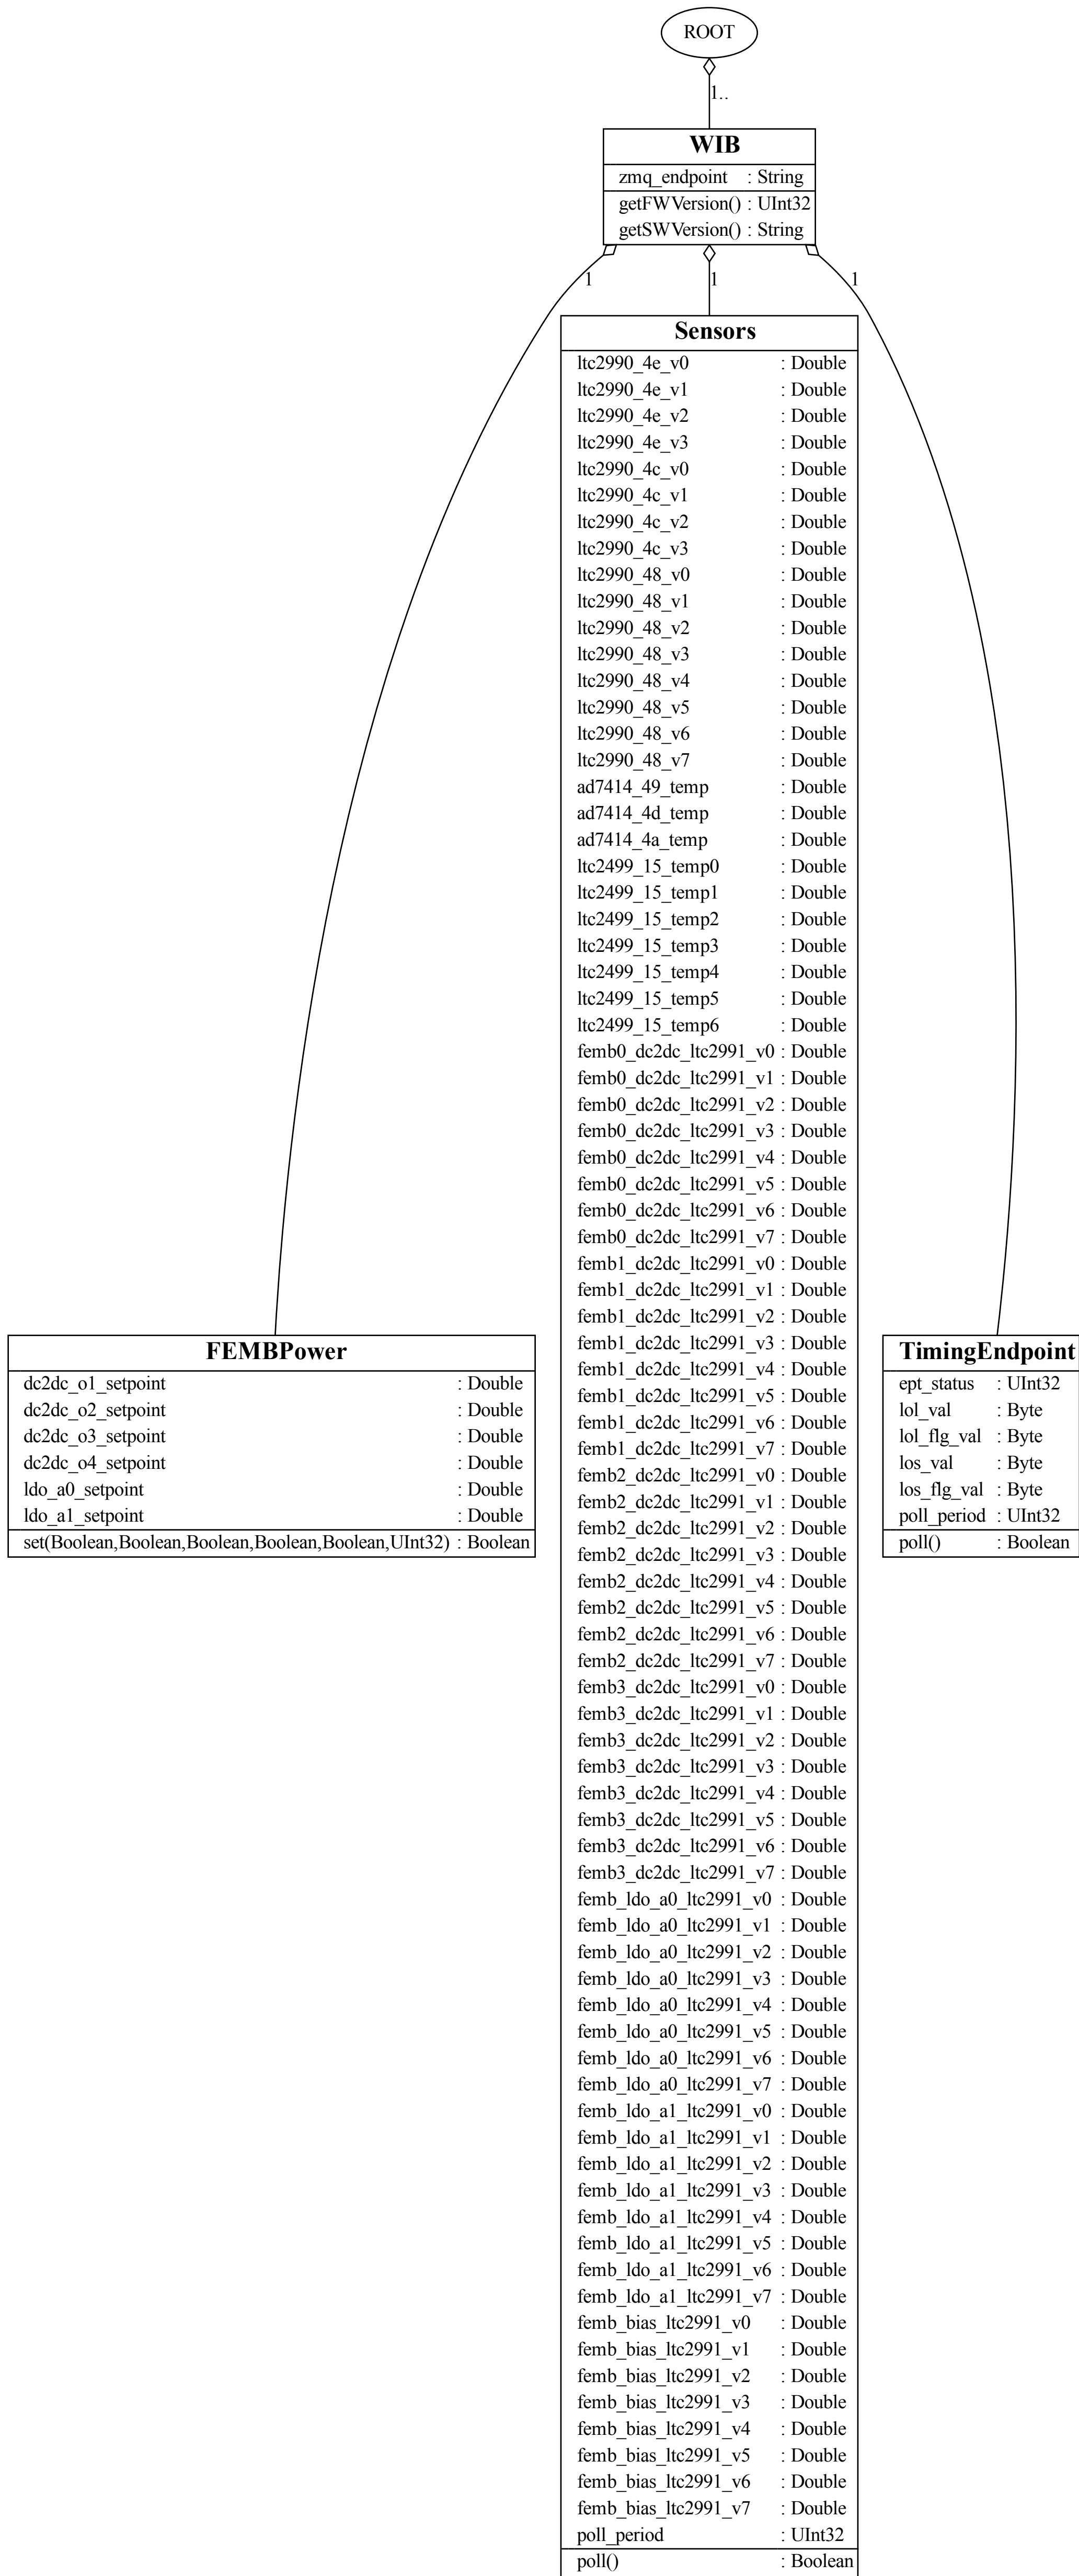 ROOT
1..
WIB
zmq_endpoint : String
getFWVersion() : UInt32
getSWVersion() : String
1
1
1
Sensors
ltc2990_4e_v0 : Double
ltc2990_4e_v1 : Double
ltc2990_4e_v2 : Double
ltc2990_4e_v3 : Double
ltc2990_4c_v0 : Double
ltc2990_4c_v1 : Double
ltc2990_4c_v2 : Double
ltc2990_4c_v3 : Double
ltc2990_48_v0 : Double
ltc2990_48_v1 : Double
ltc2990_48_v2 : Double
ltc2990_48_v3 : Double
ltc2990_48_v4 : Double
ltc2990_48_v5 : Double
ltc2990_48_v6 : Double
ltc2990_48_v7 : Double
ad7414_49_temp : Double
ad7414_4d_temp : Double
ad7414_4a_temp : Double
ltc2499_15_temp0 : Double
ltc2499_15_temp1 : Double
ltc2499_15_temp2 : Double
ltc2499_15_temp3 : Double
ltc2499_15_temp4 : Double
ltc2499_15_temp5 : Double
ltc2499_15_temp6 : Double
femb0_dc2dc_ltc2991_v0 : Double
femb0_dc2dc_ltc2991_v1 : Double
femb0_dc2dc_ltc2991_v2 : Double
femb0_dc2dc_ltc2991_v3 : Double
femb0_dc2dc_ltc2991_v4 : Double
femb0_dc2dc_ltc2991_v5 : Double
femb0_dc2dc_ltc2991_v6 : Double
femb0_dc2dc_ltc2991_v7 : Double
femb1_dc2dc_ltc2991_v0 : Double
femb1_dc2dc_ltc2991_v1 : Double
femb1_dc2dc_ltc2991_v2 : Double
femb1_dc2dc_ltc2991_v3 : Double
femb1_dc2dc_ltc2991_v4 : Double
femb1_dc2dc_ltc2991_v5 : Double
femb1_dc2dc_ltc2991_v6 : Double
femb1_dc2dc_ltc2991_v7 : Double
femb2_dc2dc_ltc2991_v0 : Double
femb2_dc2dc_ltc2991_v1 : Double
femb2_dc2dc_ltc2991_v2 : Double
femb2_dc2dc_ltc2991_v3 : Double
femb2_dc2dc_ltc2991_v4 : Double
femb2_dc2dc_ltc2991_v5 : Double
femb2_dc2dc_ltc2991_v6 : Double
femb2_dc2dc_ltc2991_v7 : Double
femb3_dc2dc_ltc2991_v0 : Double
femb3_dc2dc_ltc2991_v1 : Double
femb3_dc2dc_ltc2991_v2 : Double
femb3_dc2dc_ltc2991_v3 : Double
femb3_dc2dc_ltc2991_v4 : Double
femb3_dc2dc_ltc2991_v5 : Double
femb3_dc2dc_ltc2991_v6 : Double
femb3_dc2dc_ltc2991_v7 : Double
femb_ldo_a0_ltc2991_v0 : Double
femb_ldo_a0_ltc2991_v1 : Double
femb_ldo_a0_ltc2991_v2 : Double
femb_ldo_a0_ltc2991_v3 : Double
femb_ldo_a0_ltc2991_v4 : Double
femb_ldo_a0_ltc2991_v5 : Double
femb_ldo_a0_ltc2991_v6 : Double
femb_ldo_a0_ltc2991_v7 : Double
femb_ldo_a1_ltc2991_v0 : Double
femb_ldo_a1_ltc2991_v1 : Double
femb_ldo_a1_ltc2991_v2 : Double
femb_ldo_a1_ltc2991_v3 : Double
femb_ldo_a1_ltc2991_v4 : Double
femb_ldo_a1_ltc2991_v5 : Double
femb_ldo_a1_ltc2991_v6 : Double
femb_ldo_a1_ltc2991_v7 : Double
femb_bias_ltc2991_v0 : Double
femb_bias_ltc2991_v1 : Double
femb_bias_ltc2991_v2 : Double
femb_bias_ltc2991_v3 : Double
femb_bias_ltc2991_v4 : Double
femb_bias_ltc2991_v5 : Double
femb_bias_ltc2991_v6 : Double
femb_bias_ltc2991_v7 : Double
poll_period : UInt32
poll() : Boolean
FEMBPower
dc2dc_o1_setpoint : Double
dc2dc_o2_setpoint : Double
dc2dc_o3_setpoint : Double
dc2dc_o4_setpoint : Double
ldo_a0_setpoint : Double
ldo_a1_setpoint : Double
set(Boolean,Boolean,Boolean,Boolean,Boolean,UInt32) : Boolean
TimingEndpoint
ept_status : UInt32
lol_val : Byte
lol_flg_val : Byte
los_val : Byte
los_flg_val : Byte
poll_period : UInt32
poll() : Boolean